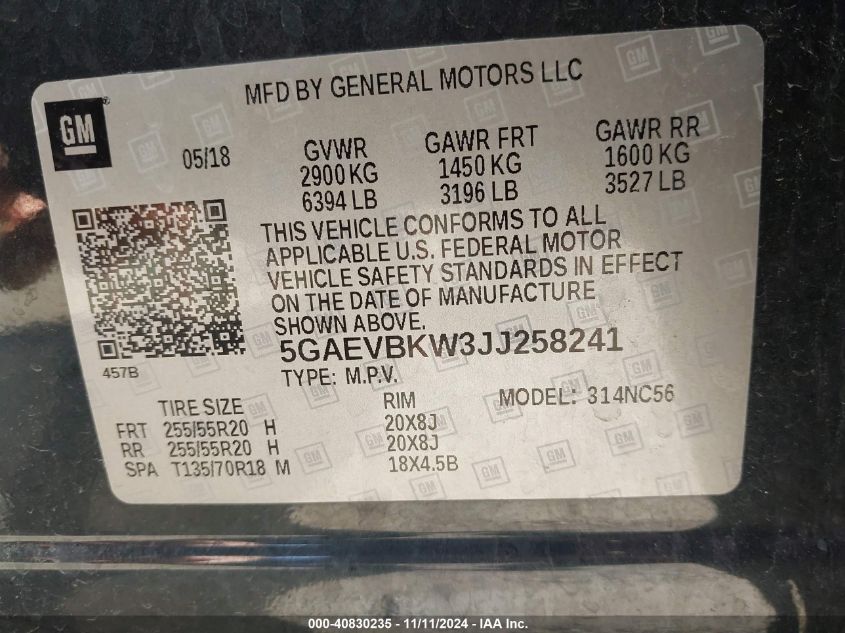 MFD BY GENERAL MOTORS LLC
GM
05/18
GVWR
2900 KG
6394 LB
GAWR FRT
1450 KG
3196 LB
GAWR RR
1600 KG
3527 LB
THIS VEHICLE CONFORMS TO ALL
APPLICABLE U.S. FEDERAL MOTOR
VEHICLE SAFETY STANDARDS IN EFFECT
ON THE DATE OF MANUFACTURE
SHOWN ABOVE.
457B
5GAEVBKW3JJ258241
TYPE: M.P.V.
MODEL: 314NC56
TIRE SIZE RIM
FRT 255/55R20 H 20X8J
RR 255/55R20 H 20X8J
SPA T135/70R18 M 18X4.5B
000-40830235 - 11/11/2024 - IAA Inc.